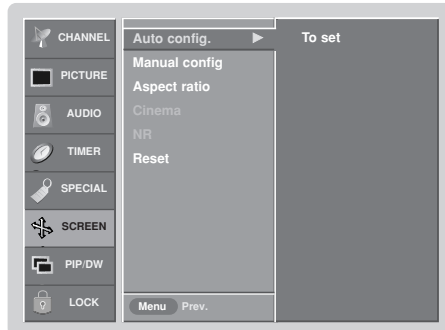 CHANNEL
PICTURE
AUDIO
TIMER
SPECIAL
SCREEN
PIP/DW
LOCK
Auto config. ▶
Manual config
Aspect ratio
Cinema
NR
Reset
Menu Prev.
To set